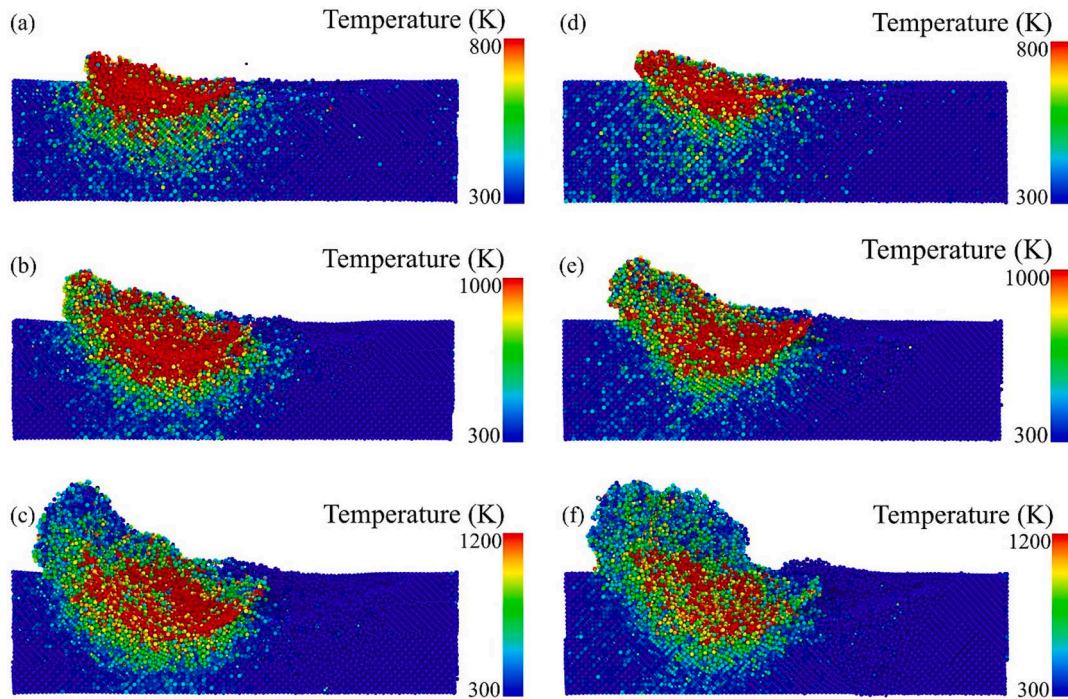 (a) Temperature (K)
800
300
(d) Temperature (K)
800
300
(b) Temperature (K)
1000
300
(e) Temperature (K)
1000
300
(c) Temperature (K)
1200
300
(f) Temperature (K)
1200
300